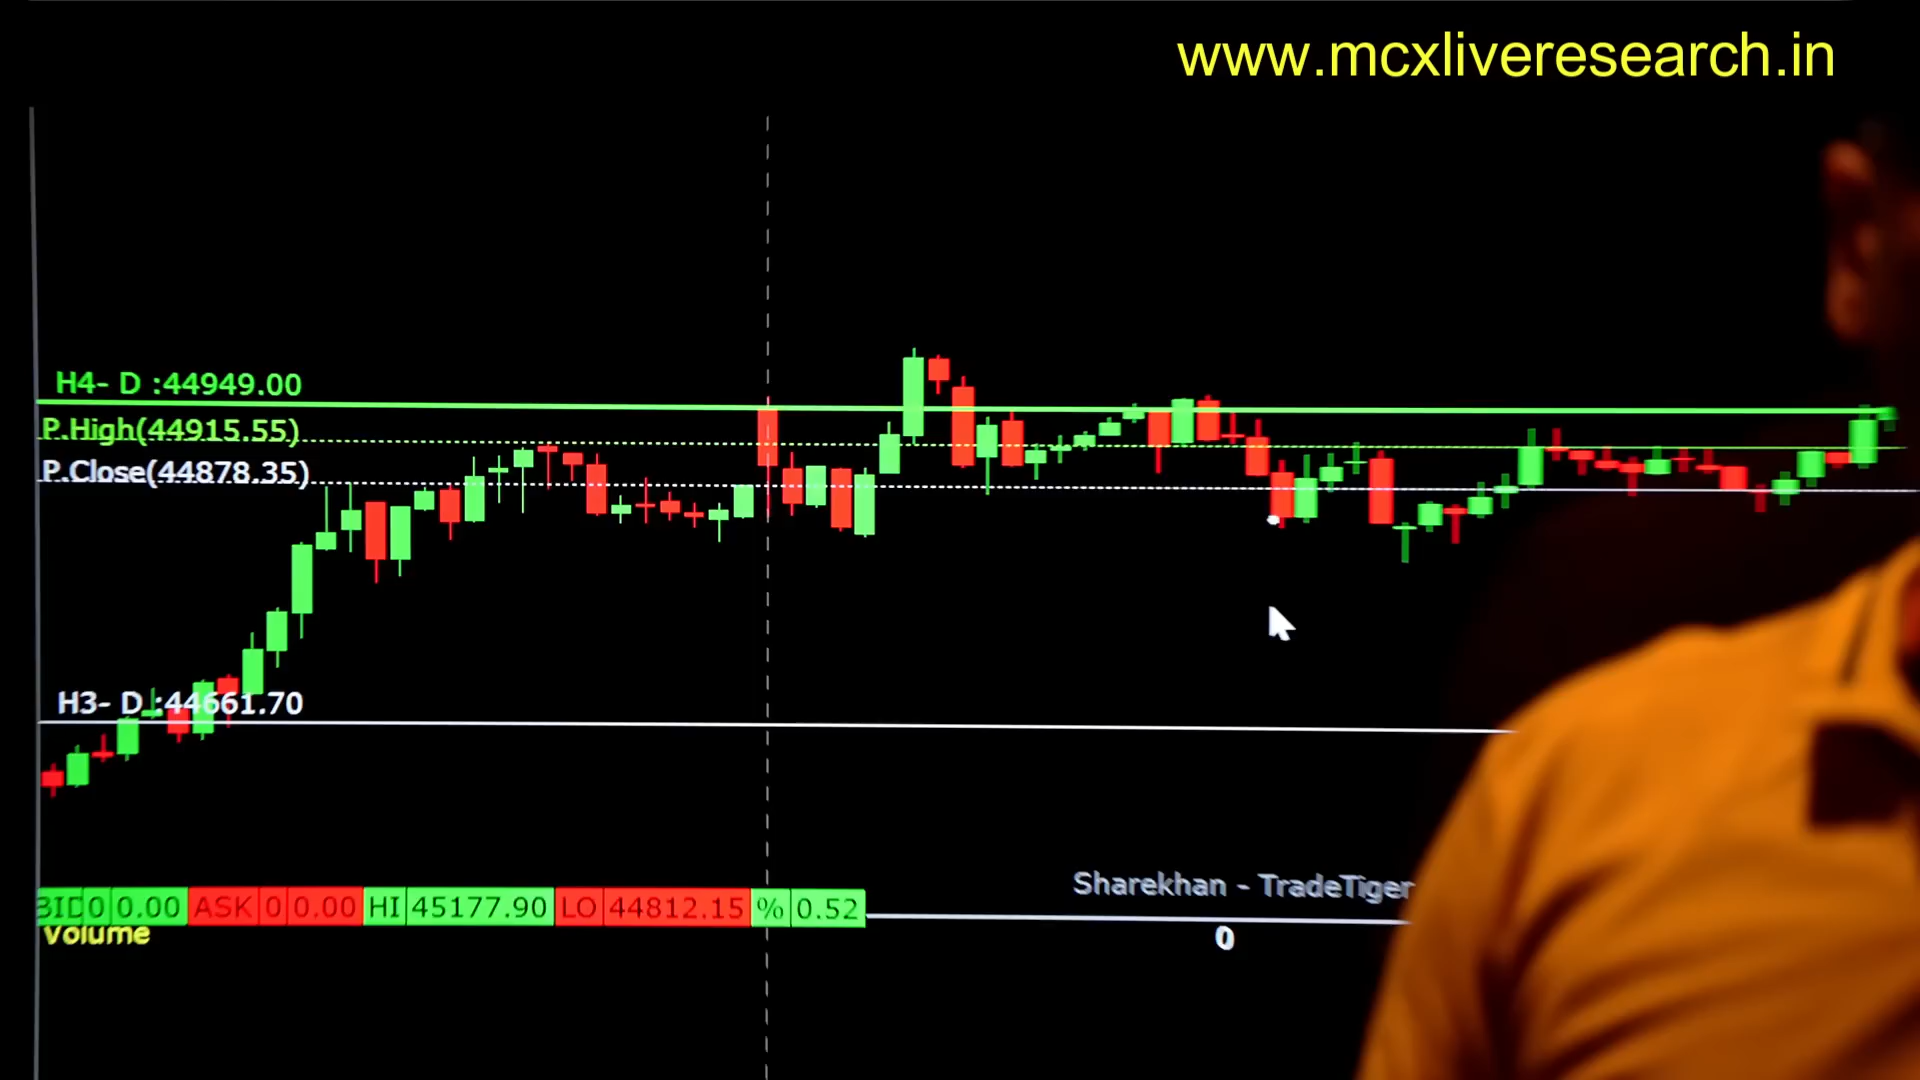 www.mcxliveresearch.in
H4- D :44949.00
P.High(44915.55)
P.Close(44878.35)
H3- D :44661.70
Sharekhan - TradeTiger
BID 0 0.00 ASK 0 0.00 HI 45177.90 LO 44812.15 % 0.52
Volume
0